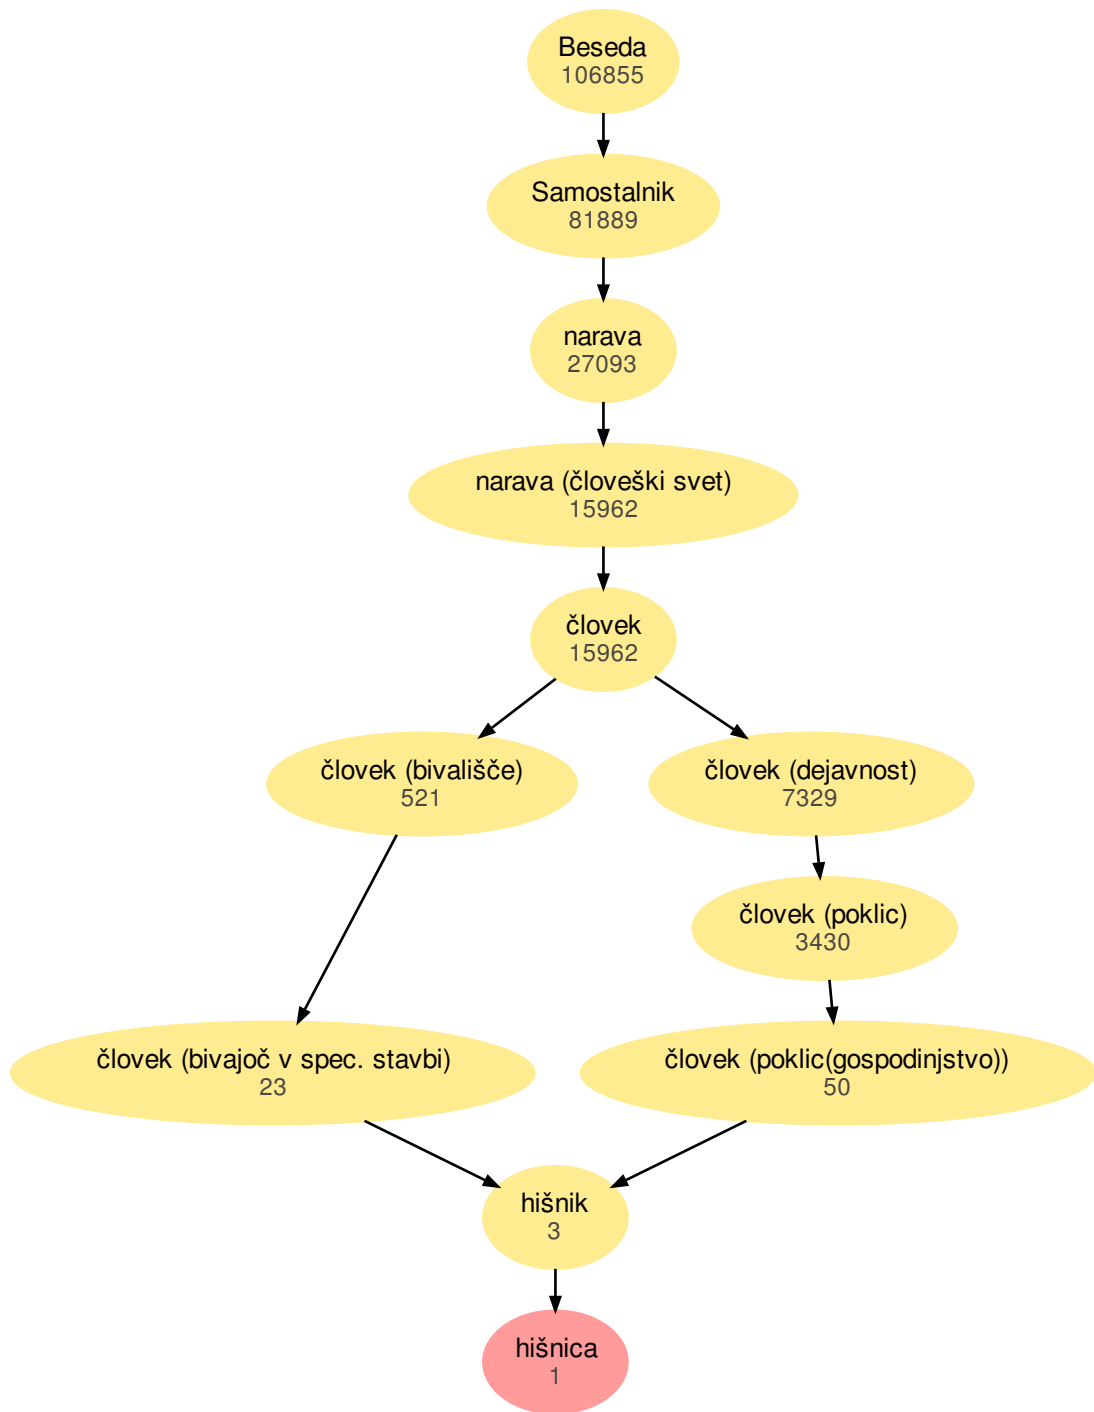 Beseda
106855
Samostalnik
81889
narava
27093
narava (človeški svet)
15962
človek
15962
človek (bivališče)
521
človek (dejavnost)
7329
človek (poklic)
3430
človek (bivajoč v spec. stavbi)
23
človek (poklic(gospodinjstvo))
50
hišnik
3
hišnica
1